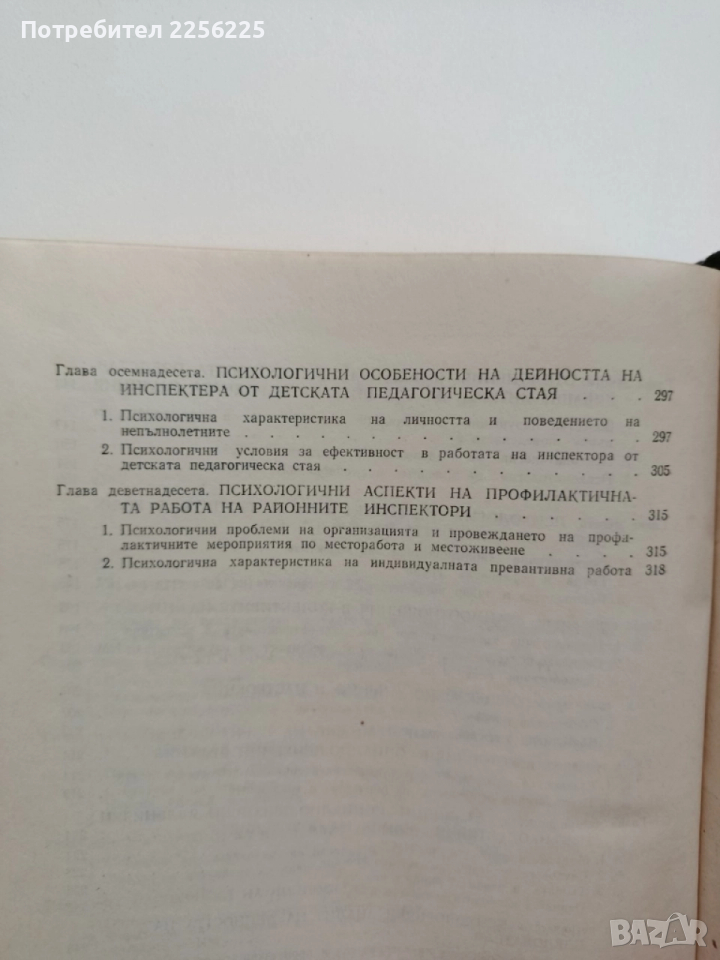 Потребител 2256225
Глава осемнадесета. ПСИХОЛОГИЧНИ ОСОБЕНОСТИ НА ДЕЙНОСТТА НА
ИНСПЕКТЕРА ОТ ДЕТСКАТА ПЕДАГОГИЧЕСКА СТАЯ . . . 297
1. Психологична характеристика на личността и поведението на
непълнолетните . . . . . . . . . . . . . . . 297
2. Психологични условия за ефективност в работата на инспектора от
детската педагогическа стая . . . . . . . . . . . 305
Глава деветнадесета. ПСИХОЛОГИЧНИ АСПЕКТИ НА ПРОФИЛАКТИЧНА-
ТА РАБОТА НА РАЙОННИТЕ ИНСПЕКТОРИ . . . . . . 315
1. Психологични проблеми на организацията и провеждането на профи-
лактичните мероприятия по месторабота и местоживеене . . . . 315
2. Психологична характеристика на индивидуалната превантивна работа 318
BAZAR